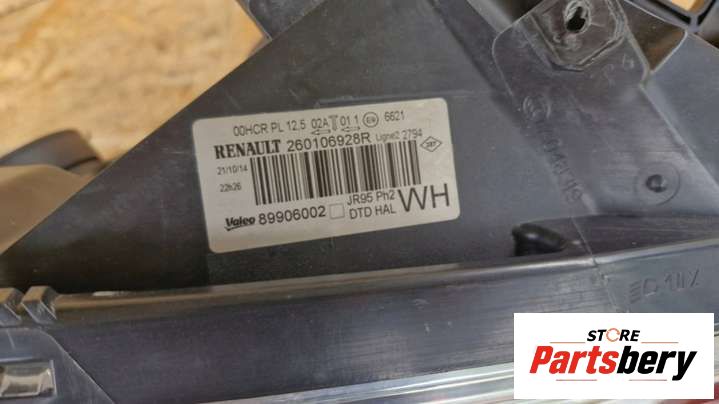 00HCR PL 12,5 02A 01 1 6621
RENAULT 260106928R Ligne2 2794
21/10/14
22h26
Valeo 89906002 JR95 Ph2
DTD HAL WH
STORE
Partsbery